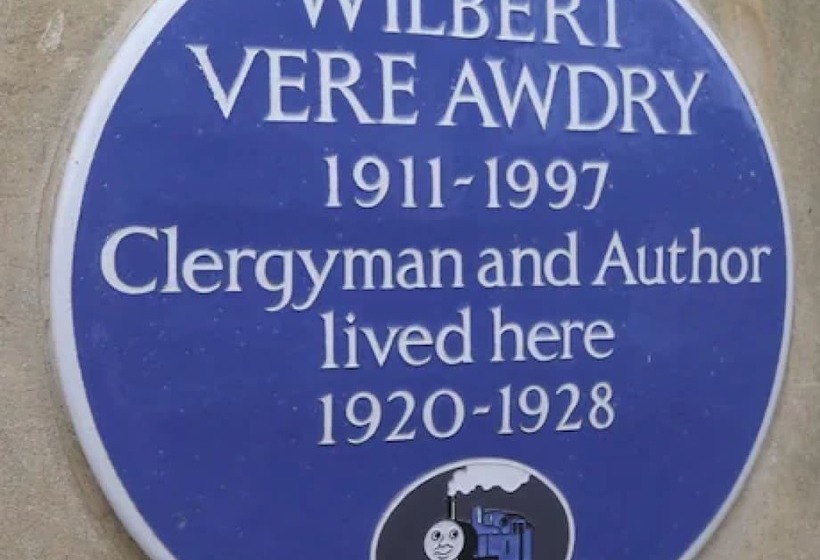 WILBERT
VERE AWDRY
1911-1997
Clergyman and Author
lived here
1920-1928